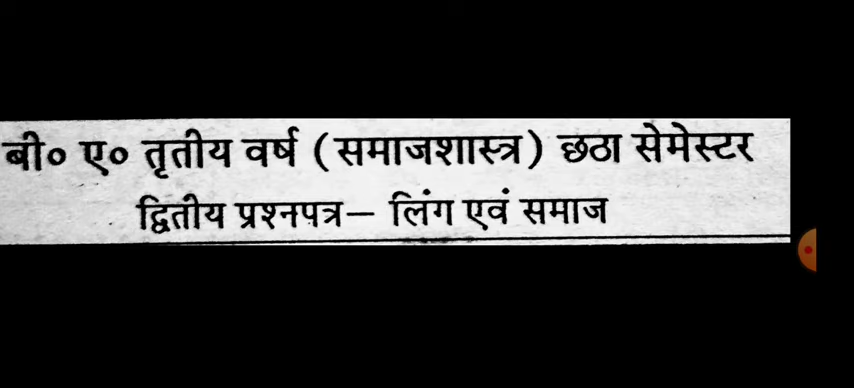 बी० ए० तृतीय वर्ष (समाजशास्त्र) छठा सेमेस्टर
द्वितीय प्रश्नपत्र— लिंग एवं समाज